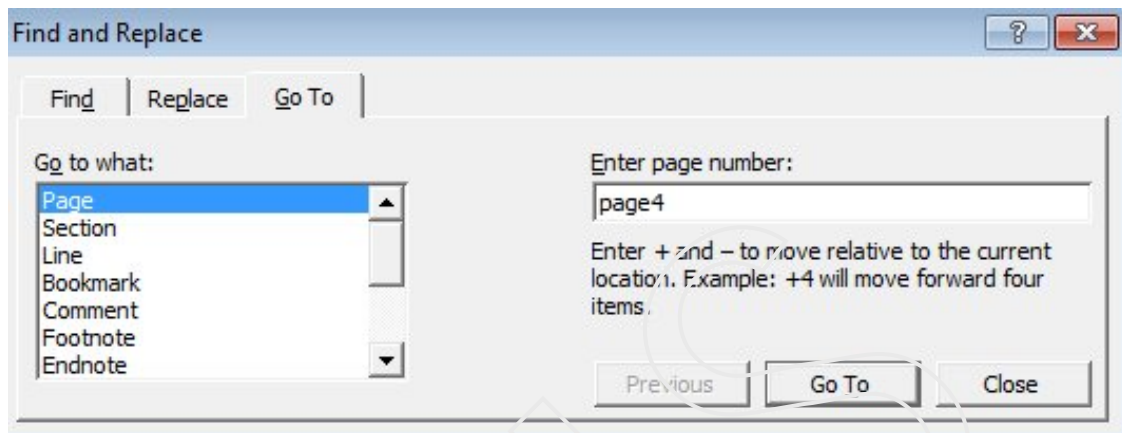 Find and Replace
Find
Replace
Go To
Go to what:
Page
Section
Line
Bookmark
Comment
Footnote
Endnote
Enter page number:
page4
Enter + and – to move relative to the current
location. Example: +4 will move forward four
items.
Previous
Go To
Close